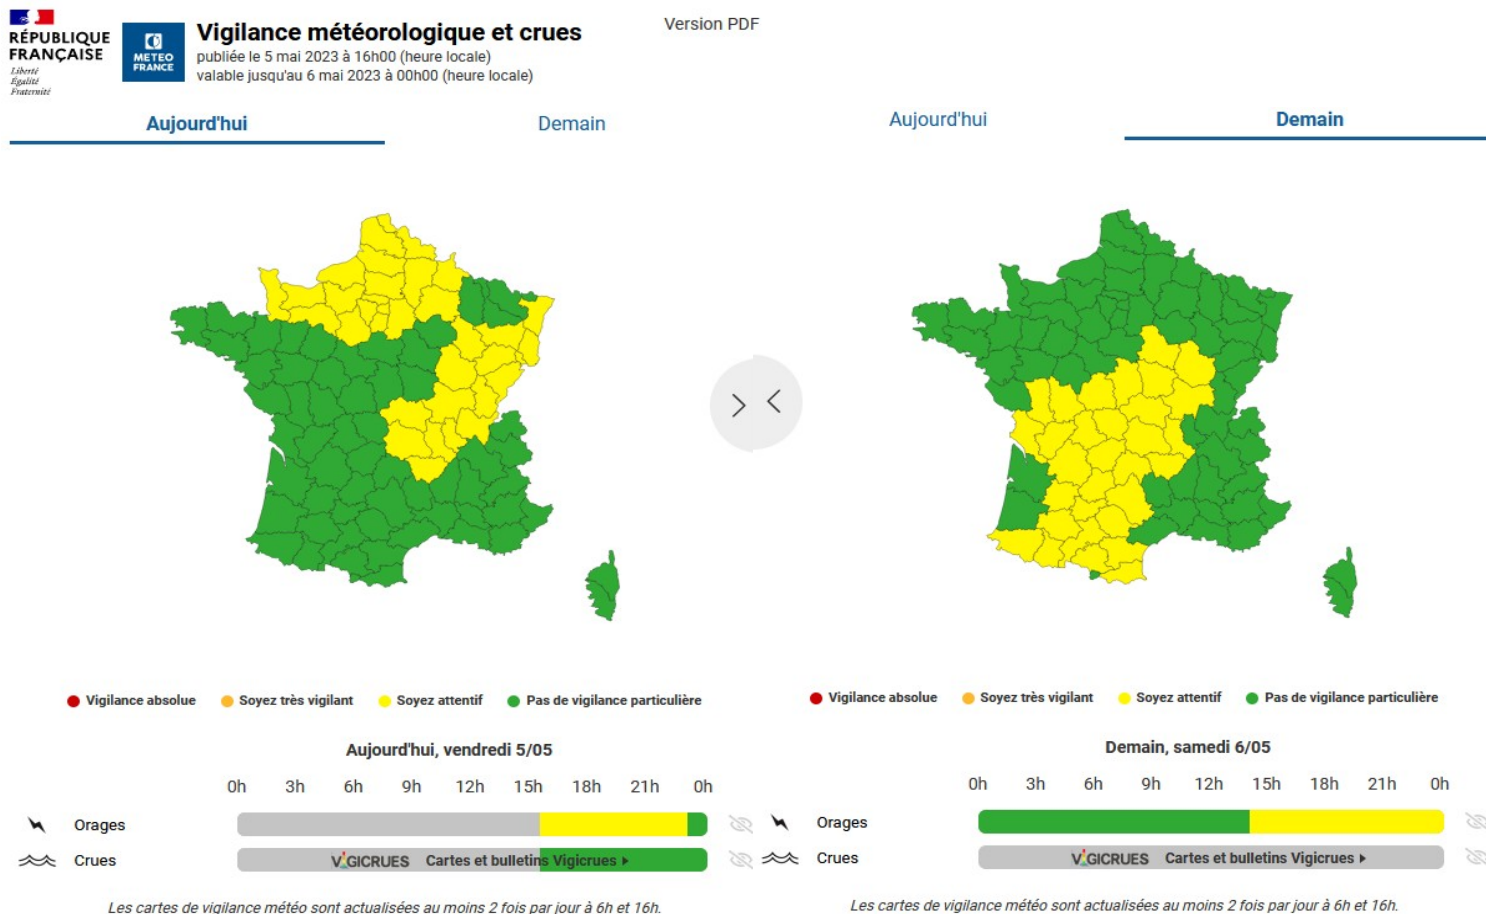 RÉPUBLIQUE
FRANÇAISE
Liberté
Égalité
Fraternité
METEO
FRANCE
Vigilance météorologique et crues
publiée le 5 mai 2023 à 16h00 (heure locale)
valable jusqu'au 6 mai 2023 à 00h00 (heure locale)
Version PDF
Aujourd'hui Demain
Aujourd'hui Demain
Vigilance absolue Soyez très vigilant Soyez attentif Pas de vigilance particulière
Aujourd'hui, vendredi 5/05
0h 3h 6h 9h 12h 15h 18h 21h 0h
Orages
Crues VIGICRUES Cartes et bulletins Vigicrues
Les cartes de vigilance météo sont actualisées au moins 2 fois par jour à 6h et 16h.
Vigilance absolue Soyez très vigilant Soyez attentif Pas de vigilance particulière
Demain, samedi 6/05
0h 3h 6h 9h 12h 15h 18h 21h 0h
Orages
Crues VIGICRUES Cartes et bulletins Vigicrues
Les cartes de vigilance météo sont actualisées au moins 2 fois par jour à 6h et 16h.